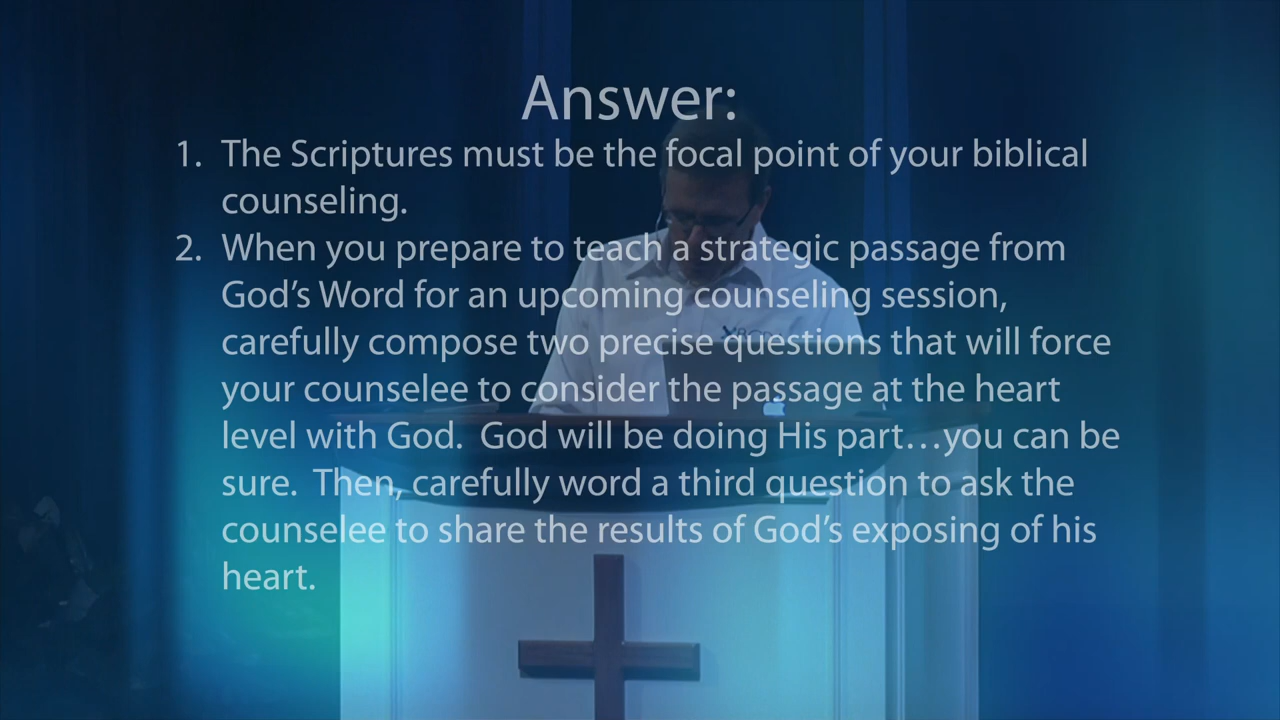 Answer:
1. The Scriptures must be the focal point of your biblical
counseling.
2. When you prepare to teach a strategic passage from
God’s Word for an upcoming counseling session,
carefully compose two precise questions that will force
your counselee to consider the passage at the heart
level with God.  God will be doing His part…you can be
sure.  Then, carefully word a third question to ask the
counselee to share the results of God’s exposing of his
heart.